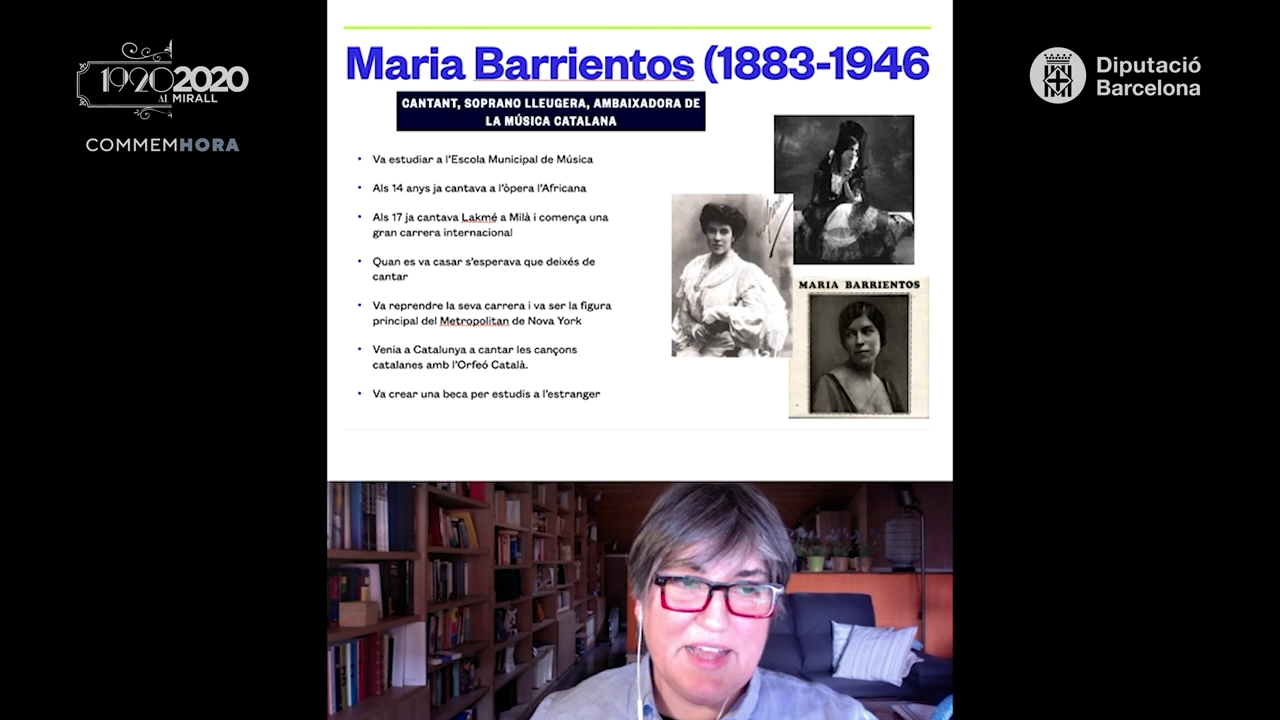 1920 2020
AL MIRALL
COMMEMHORA
Diputació
Barcelona
Maria Barrientos (1883-1946
CANTANT, SOPRANO LLEUGERA, AMBAIXADORA DE
LA MÚSICA CATALANA
• Va estudiar a l'Escola Municipal de Música
• Als 14 anys ja cantava a l'òpera l'Africana
• Als 17 ja cantava Lakmé a Milà i comença una
gran carrera internacional
• Quan es va casar s'esperava que deixés de
cantar
• Va reprendre la seva carrera i va ser la figura
principal del Metropolitan de Nova York
• Venia a Catalunya a cantar les cançons
catalanes amb l'Orfeó Català.
• Va crear una beca per estudis a l'estranger
MARIA BARRIENTOS